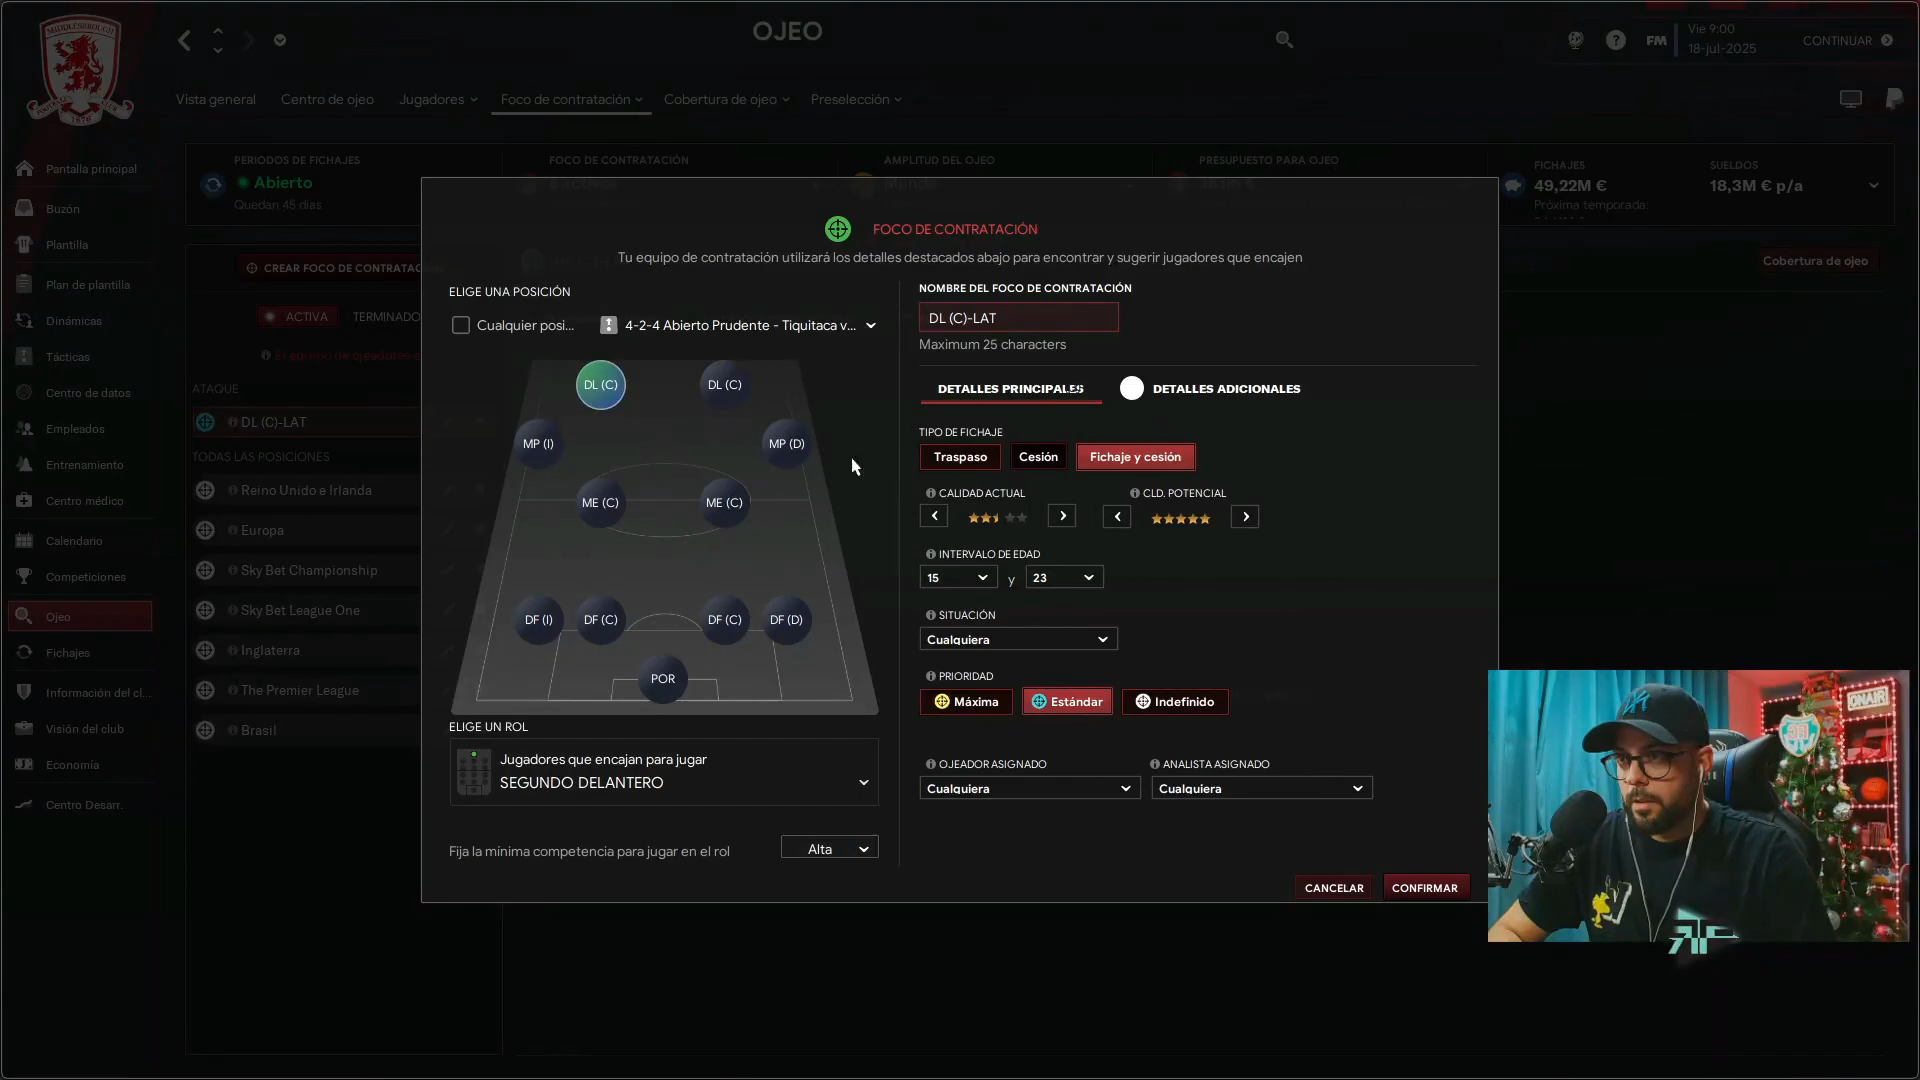 MIDDLESBROUGH
1876
OJEO
FM
Vie 9:00
18-jul-2025
CONTINUAR
Vista general
Centro de ojeo
Jugadores
Foco de contratación
Cobertura de ojeo
Preselección
Pantalla principal
Buzón
Plantilla
Plan de plantilla
Dinámicas
Tácticas
Centro de datos
Empleados
Entrenamiento
Centro médico
Calendario
Competiciones
Ojeo
Fichajes
Información del cl...
Visión del club
Economía
Centro Desarr.
PERIODOS DE FICHAJES
Abierto
Quedan 45 días
FOCO DE CONTRATACIÓN
AMPLITUD DEL OJEO
Mundo
PRESUPUESTO PARA OJEO
FICHAJES
49,22M €
Próxima temporada:
SUELDOS
18,3M € p/a
CREAR FOCO DE CONTRATAC
Cobertura de ojeo
ACTIVA
TERMINADO
El equipo de ojeadores e
ATAQUE
DL (C)-LAT
TODAS LAS POSICIONES
Reino Unido e Irlanda
Europa
Sky Bet Championship
Sky Bet League One
Inglaterra
The Premier League
Brasil
FOCO DE CONTRATACIÓN
Tu equipo de contratación utilizará los detalles destacados abajo para encontrar y sugerir jugadores que encajen
ELIGE UNA POSICIÓN
Cualquier posi...
4-2-4 Abierto Prudente - Tiquitaca v...
DL (C)
DL (C)
MP (I)
MP (D)
ME (C)
ME (C)
DF (I)
DF (C)
DF (C)
DF (D)
POR
ELIGE UN ROL
Jugadores que encajan para jugar
SEGUNDO DELANTERO
Fija la mínima competencia para jugar en el rol
Alta
NOMBRE DEL FOCO DE CONTRATACIÓN
DL (C)-LAT
Maximum 25 characters
DETALLES PRINCIPALES
DETALLES ADICIONALES
TIPO DE FICHAJE
Traspaso
Cesión
Fichaje y cesión
CALIDAD ACTUAL
CLD. POTENCIAL
INTERVALO DE EDAD
15
y
23
SITUACIÓN
Cualquiera
PRIORIDAD
Máxima
Estándar
Indefinido
OJEADOR ASIGNADO
Cualquiera
ANALISTA ASIGNADO
Cualquiera
CANCELAR
CONFIRMAR
ON AIR